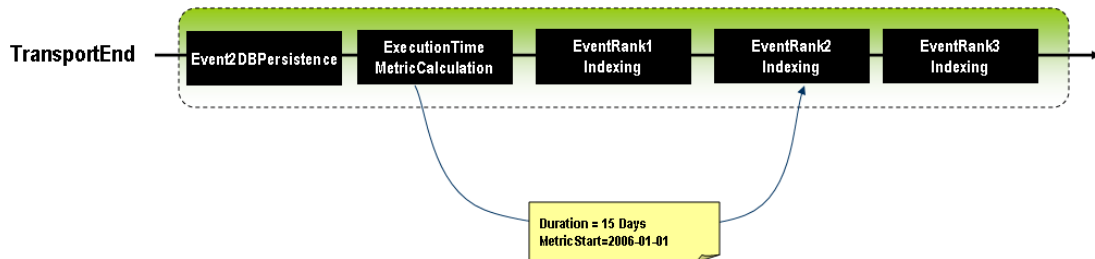 TransportEnd
Event2DBPersistence
ExecutionTime
MetricCalculation
EventRank1
Indexing
EventRank2
Indexing
EventRank3
Indexing
Duration = 15 Days
MetricStart=2006-01-01